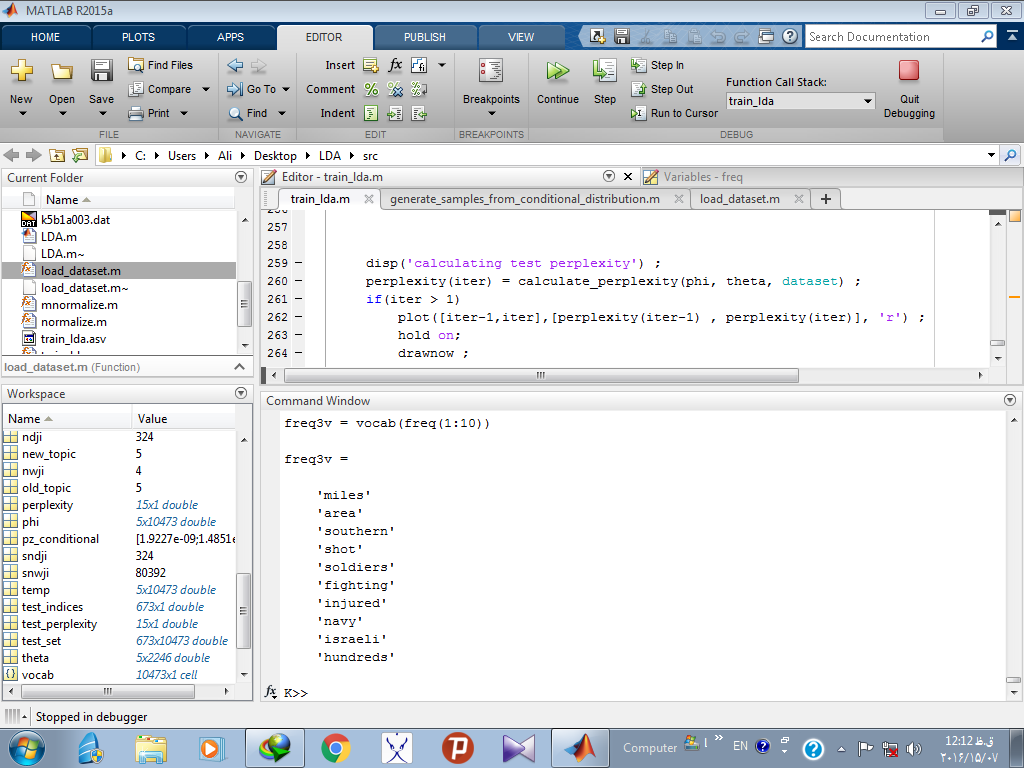 MATLAB R2015a
HOME PLOTS APPS EDITOR PUBLISH VIEW
Search Documentation
New Open Save
Find Files
Compare
Print
Go To
Find
Insert fx
Comment
Indent
Breakpoints
Continue Step
Step In
Step Out
Run to Cursor
Function Call Stack:
train_lda
Quit Debugging
FILE NAVIGATE EDIT BREAKPOINTS DEBUG
C: Users Ali Desktop LDA src
Current Folder
Name
k5b1a003.dat
LDA.m
LDA.m~
load_dataset.m
load_dataset.m~
mnormalize.m
normalize.m
train_lda.asv
load_dataset.m (Function)
Editor - train_lda.m
Variables - freq
train_lda.m generate_samples_from_conditional_distribution.m load_dataset.m
256
257
258
259 – disp('calculating test perplexity') ;
260 – perplexity(iter) = calculate_perplexity(phi, theta, dataset) ;
261 – if(iter > 1)
262 – plot([iter-1,iter],[perplexity(iter-1) , perplexity(iter)], 'r') ;
263 – hold on;
264 – drawnow ;
Workspace
Name Value
ndji 324
new_topic 5
nwji 4
old_topic 5
perplexity 15x1 double
phi 5x10473 double
pz_conditional [1.9227e-09;1.4851e
sndji 324
snwji 80392
temp 5x10473 double
test_indices 673x1 double
test_perplexity 15x1 double
test_set 673x10473 double
theta 5x2246 double
vocab 10473x1 cell
Command Window
freq3v = vocab(freq(1:10))
freq3v =
'miles'
'area'
'southern'
'shot'
'soldiers'
'fighting'
'injured'
'navy'
'israeli'
'hundreds'
fx K>>
Stopped in debugger
Computer
EN
12:12 ق.ظ
۲۰۱۶/۱۵/۰۷